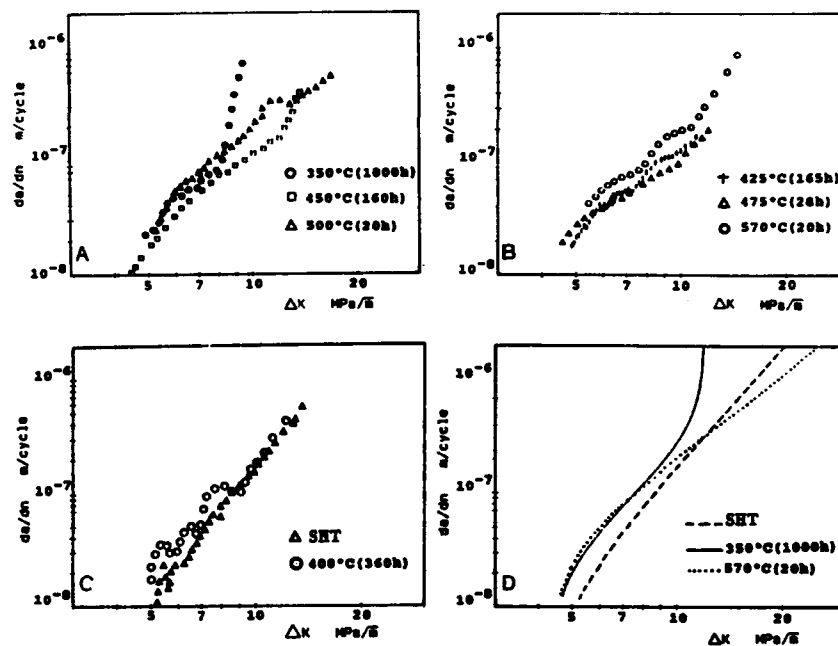 10⁻⁶
da/dn m/cycle
10⁻⁷
350°C(1000h)
450°C(160h)
500°C(20h)
A
10⁻⁸
5 7 10 20
ΔK MPa/m̅
10⁻⁶
da/dn m/cycle
10⁻⁷
425°C(165h)
475°C(28h)
570°C(20h)
B
10⁻⁸
5 7 10 20
ΔK MPa/m̅
10⁻⁶
da/dn m/cycle
10⁻⁷
SHT
400°C(360h)
C
10⁻⁸
5 7 10 20
ΔK MPa/m̅
10⁻⁶
da/dn m/cycle
10⁻⁷
SHT
350°C(1000h)
570°C(20h)
D
10⁻⁸
5 7 10 20
ΔK MPa/m̅